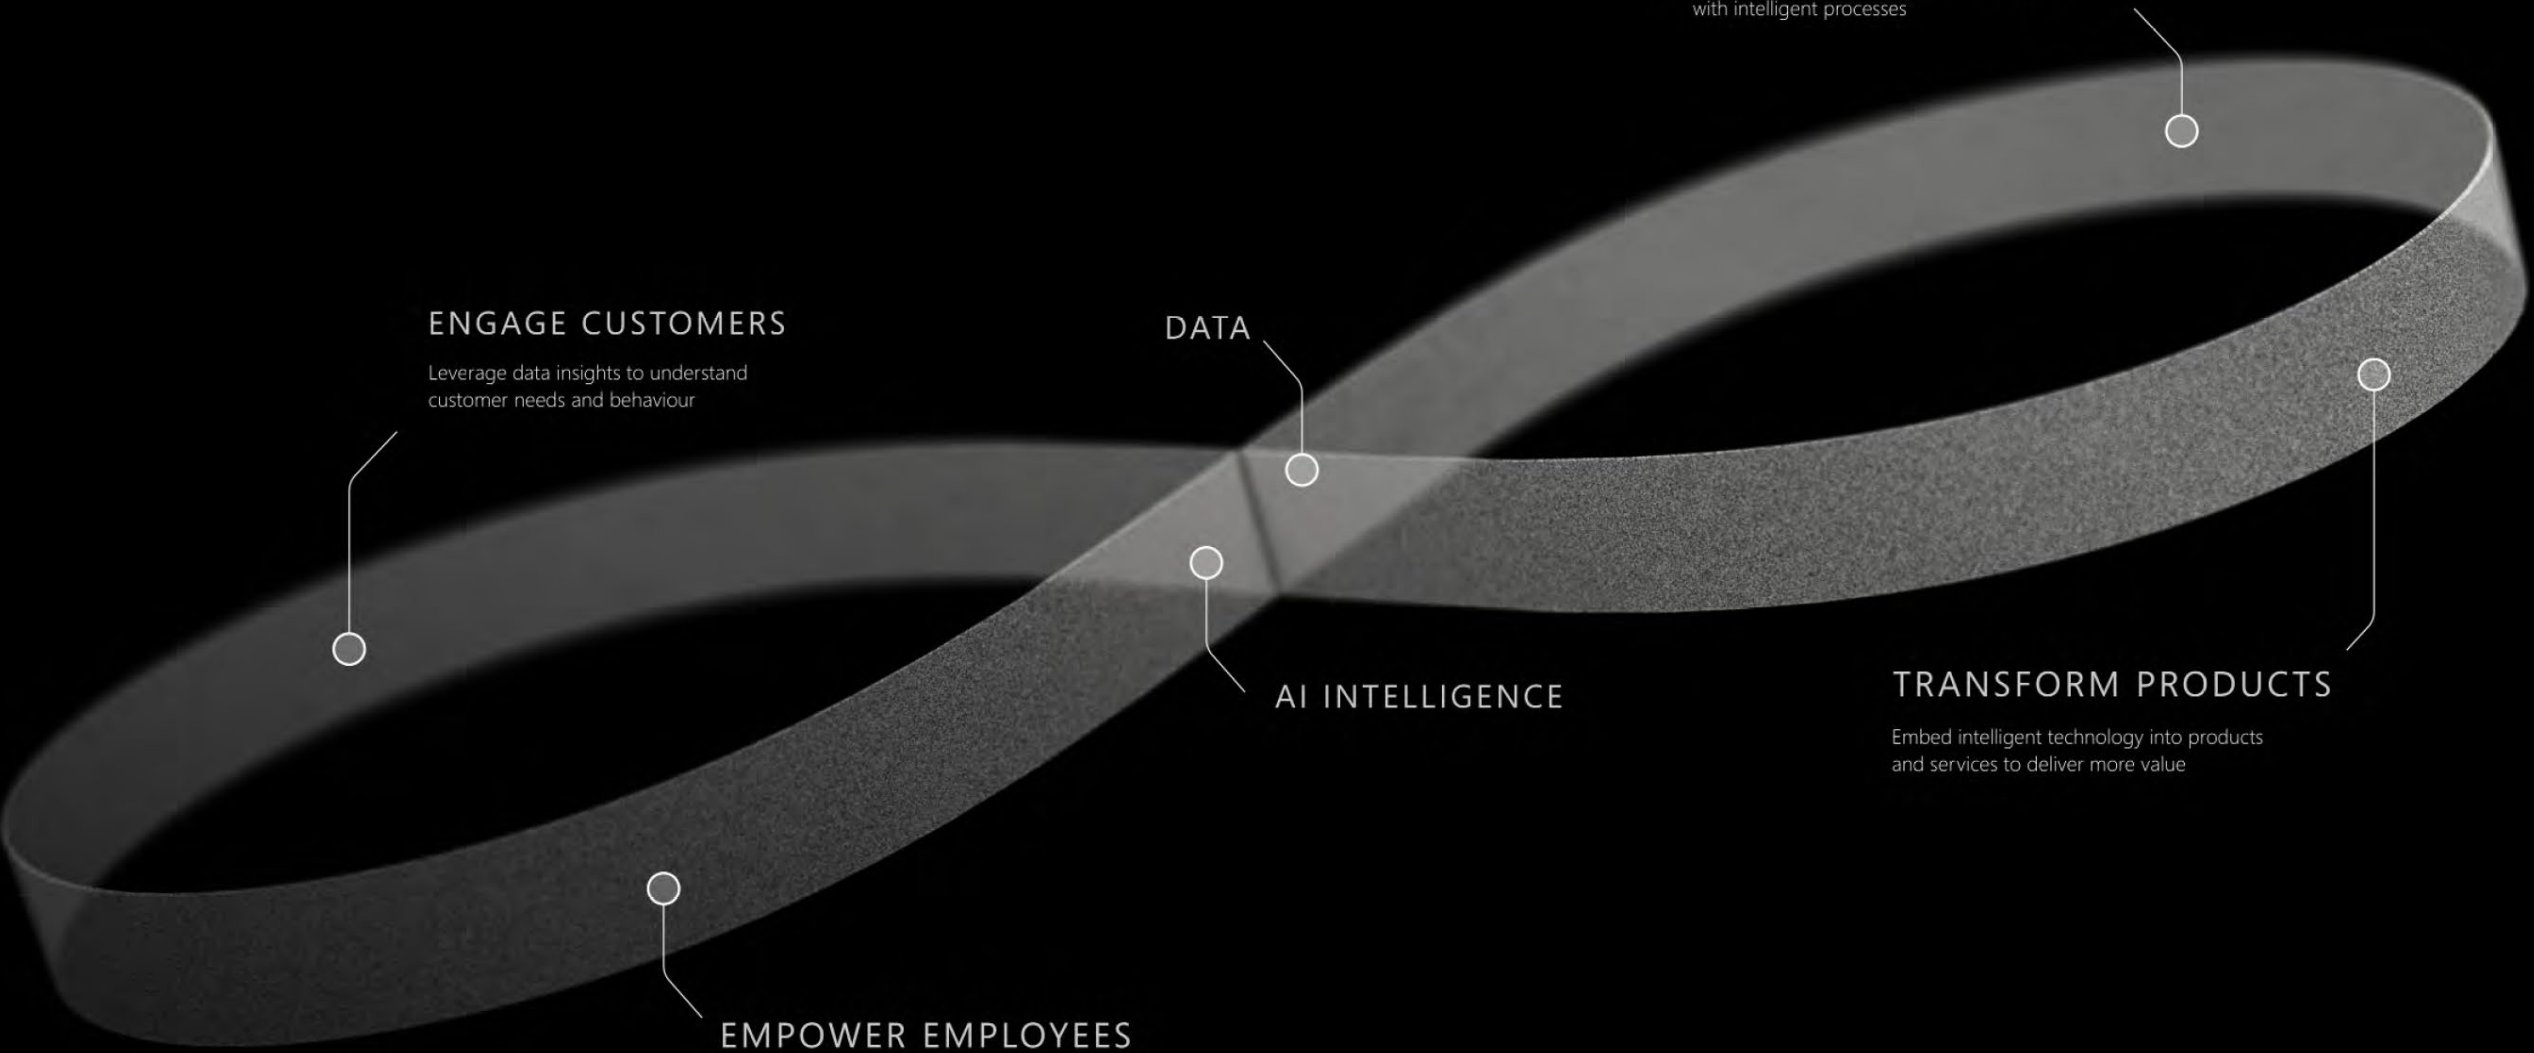 with intelligent processes
ENGAGE CUSTOMERS
Leverage data insights to understand
customer needs and behaviour
DATA
AI INTELLIGENCE
TRANSFORM PRODUCTS
Embed intelligent technology into products
and services to deliver more value
EMPOWER EMPLOYEES